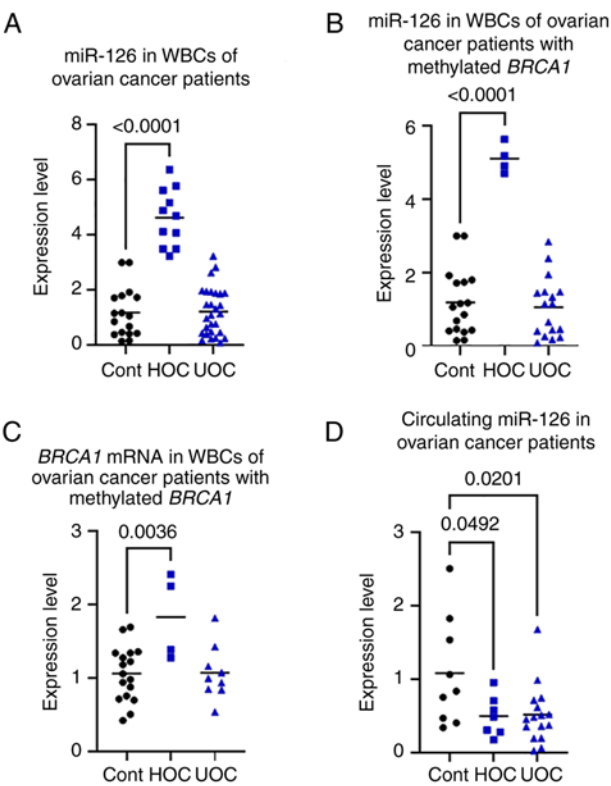 A
miR-126 in WBCs of
ovarian cancer patients
<0.0001
Expression level
8
6
4
2
0
Cont HOC UOC
B
miR-126 in WBCs of ovarian
cancer patients with
methylated BRCA1
<0.0001
Expression level
6
4
2
0
Cont HOC UOC
C
BRCA1 mRNA in WBCs of
ovarian cancer patients with
methylated BRCA1
0.0036
Expression level
3
2
1
0
Cont HOC UOC
D
Circulating miR-126 in
ovarian cancer patients
0.0201
0.0492
Expression level
3
2
1
0
Cont HOC UOC